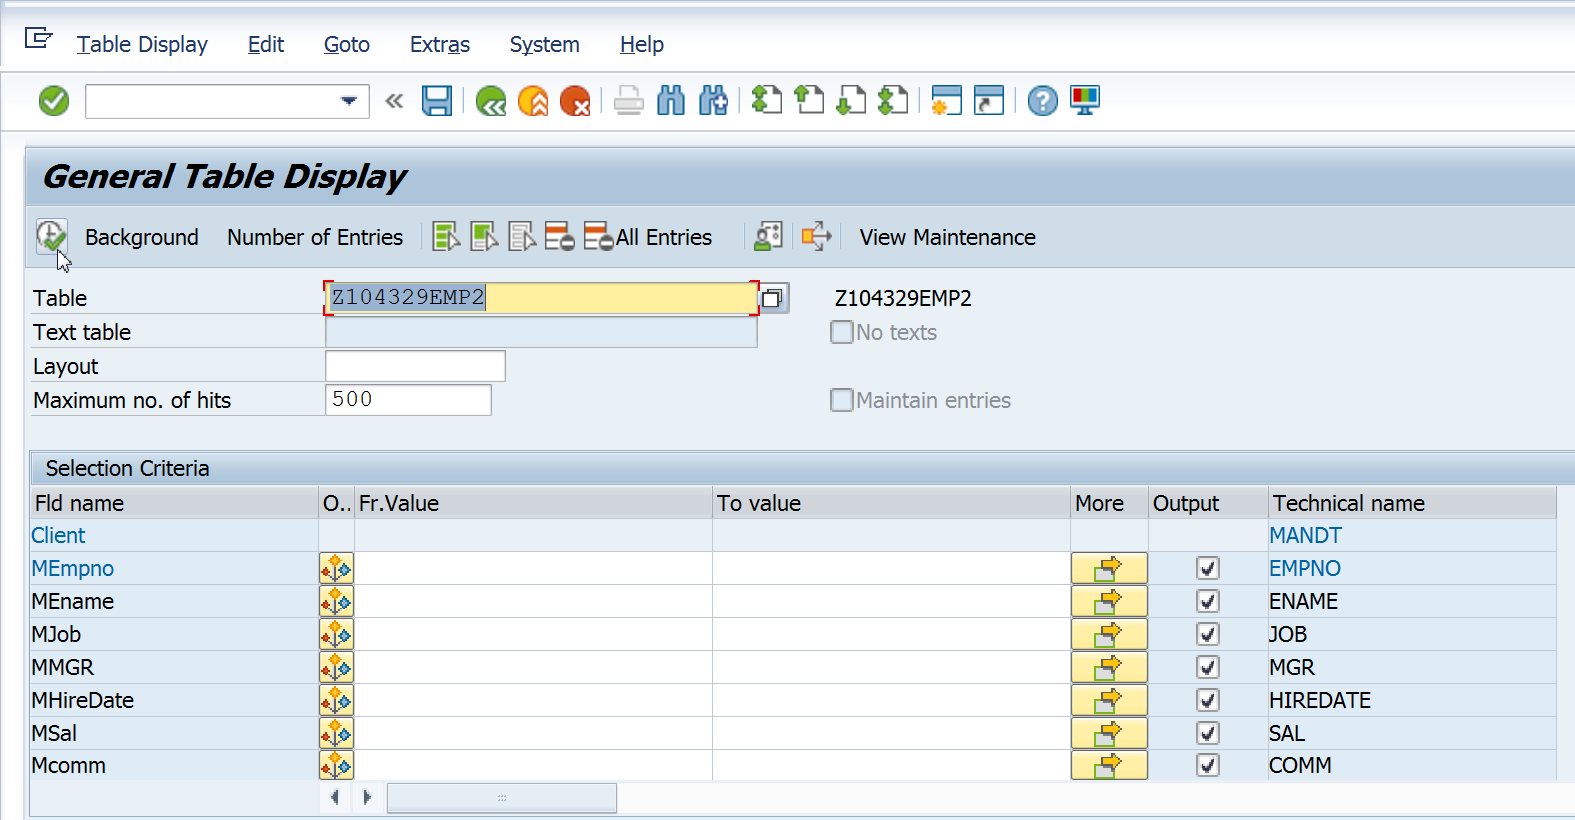 Table Display Edit Goto Extras System Help
General Table Display
Background Number of Entries All Entries View Maintenance
Table Z104329EMP2 Z104329EMP2
Text table No texts
Layout
Maximum no. of hits 500 Maintain entries
Selection Criteria
Fld name O.. Fr.Value To value More Output Technical name
Client MANDT
MEmpno EMPNO
MEname ENAME
MJob JOB
MMGR MGR
MHireDate HIREDATE
MSal SAL
Mcomm COMM